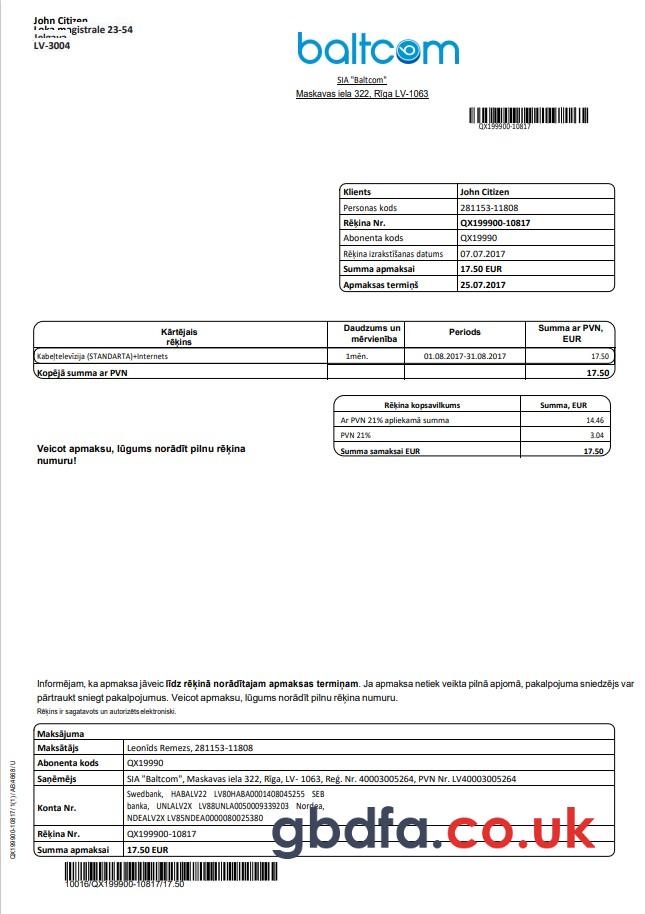 John Citizen
Loka magistrale 23-54
Jelgava
LV-3004
baltcom
SIA "Baltcom"
Maskavas iela 322, Rīga LV-1063
QX199900-10817
Klients John Citizen
Personas kods 281153-11808
Rēķina Nr. QX199900-10817
Abonenta kods QX19990
Rēķina izrakstīšanas datums 07.07.2017
Summa apmaksai 17.50 EUR
Apmaksas termiņš 25.07.2017
Kārtējais rēķins Daudzums un mērvienība Periods Summa ar PVN, EUR
Kabeļtelevīzija (STANDARTA)+Internets 1mēn. 01.08.2017-31.08.2017 17.50
Kopējā summa ar PVN 17.50
Rēķina kopsavilkums Summa, EUR
Ar PVN 21% apliekamā summa 14.46
PVN 21% 3.04
Summa samaksai EUR 17.50
Veicot apmaksu, lūgums norādīt pilnu rēķina
numuru!
Informējam, ka apmaksa jāveic līdz rēķinā norādītajam apmaksas termiņam. Ja apmaksa netiek veikta pilnā apjomā, pakalpojuma sniedzējs var
pārtraukt sniegt pakalpojumus. Veicot apmaksu, lūgums norādīt pilnu rēķina numuru.
Rēķins ir sagatavots un autorizēts elektroniski.
Maksājuma
Maksātājs Leonīds Remezs, 281153-11808
Abonenta kods QX19990
Saņēmējs SIA "Baltcom", Maskavas iela 322, Rīga, LV- 1063, Reģ. Nr. 40003005264, PVN Nr. LV40003005264
Konta Nr. Swedbank, HABALV22 LV80HABA0001408045255 SEB
banka, UNLALV2X LV88UNLA0050009339203 Nordea,
NDEALV2X LV85NDEA0000080025380
Rēķina Nr. QX199900-10817
Summa apmaksai 17.50 EUR
10016/QX199900-10817/17.50
QX199900-10817/ 1(1) / AB4668 / U
gbdfa.co.uk